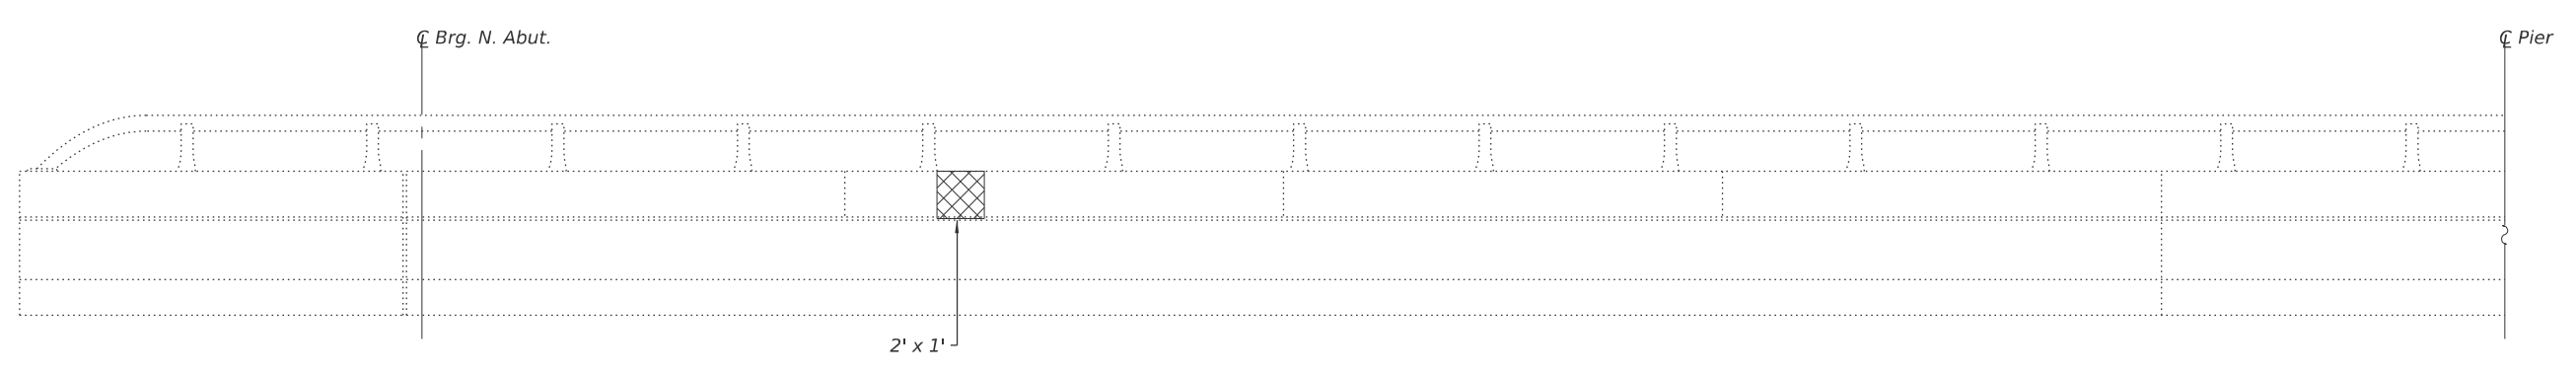 ℄ Brg. N. Abut.
℄ Pier
2' x 1'